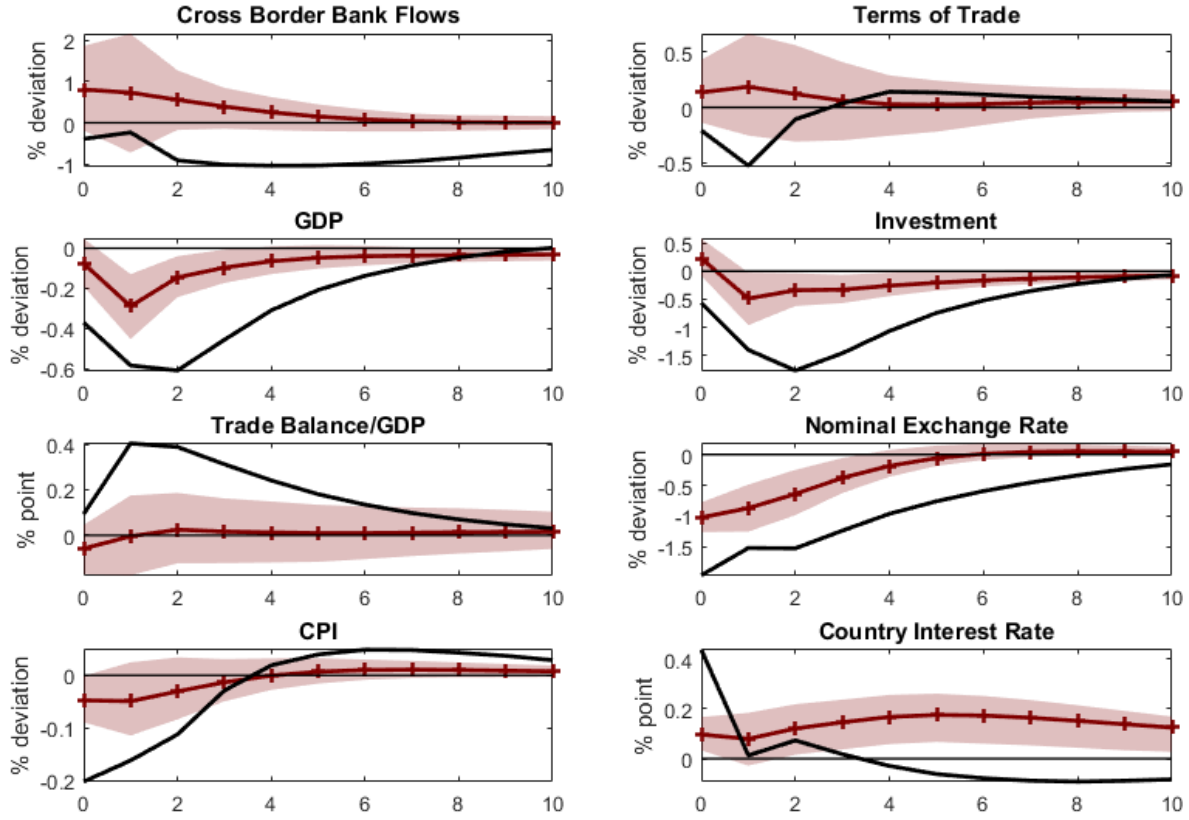 Cross Border Bank Flows
% deviation
2
1
0
-1
0 2 4 6 8 10
Terms of Trade
% deviation
0.5
0
-0.5
0 2 4 6 8 10
GDP
% deviation
0
-0.2
-0.4
-0.6
0 2 4 6 8 10
Investment
% deviation
0.5
0
-0.5
-1
-1.5
0 2 4 6 8 10
Trade Balance/GDP
% point
0.4
0.2
0
0 2 4 6 8 10
Nominal Exchange Rate
% deviation
0
-0.5
-1
-1.5
0 2 4 6 8 10
CPI
% deviation
0
-0.1
-0.2
0 2 4 6 8 10
Country Interest Rate
% point
0.4
0.2
0
0 2 4 6 8 10